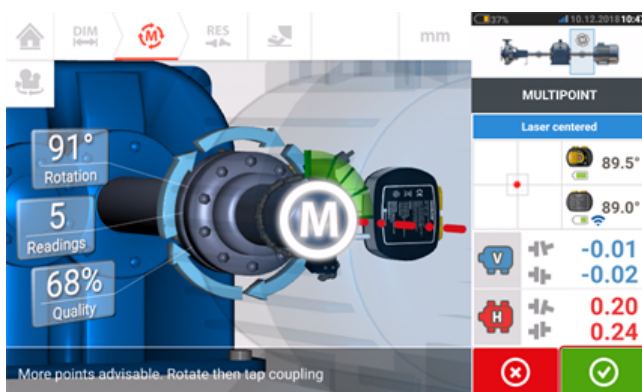 DIM
M
RES
mm
37%
10.12.2018 10:47
M
MULTIPOINT
Laser centered
91°
Rotation
5
Readings
68%
Quality
M
89.5°
89.0°
V
-0.01
-0.02
H
0.20
0.24
More points advisable. Rotate then tap coupling